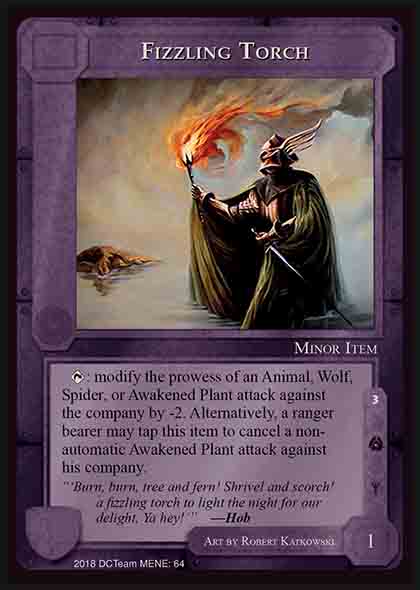 Fizzling Torch
Minor Item
: modify the prowess of an Animal, Wolf,
Spider, or Awakened Plant attack against
the company by -2. Alternatively, a ranger
bearer may tap this item to cancel a non-
automatic Awakened Plant attack against
his company.
"'Burn, burn, tree and fern! Shrivel and scorch!
a fizzling torch to light the night for our
delight, Ya hey!'" —Hob
3
Art by Robert Katkowski
1
2018 DCTeam MENE: 64